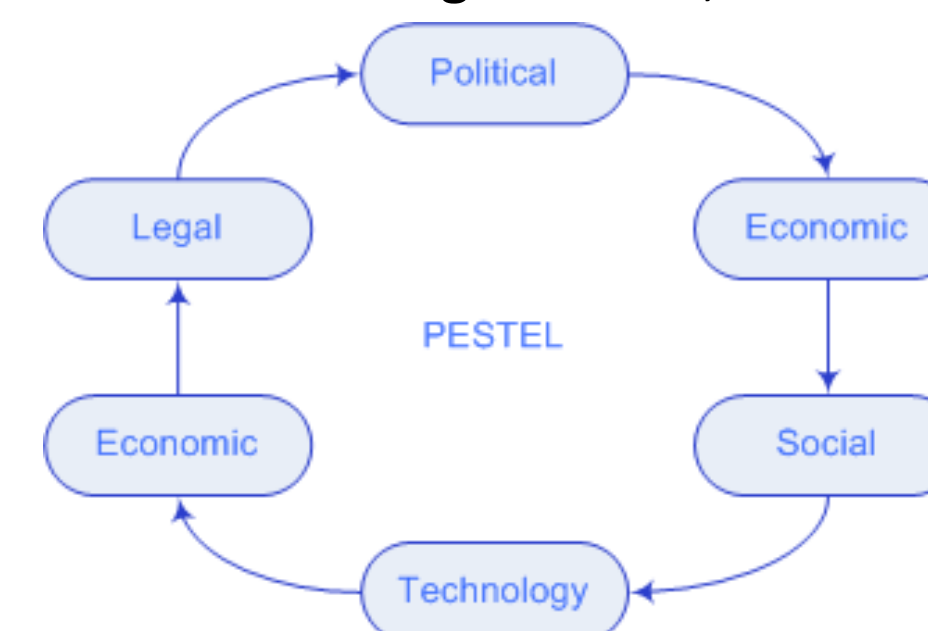 Political
Legal
Economic
PESTEL
Economic
Social
Technology